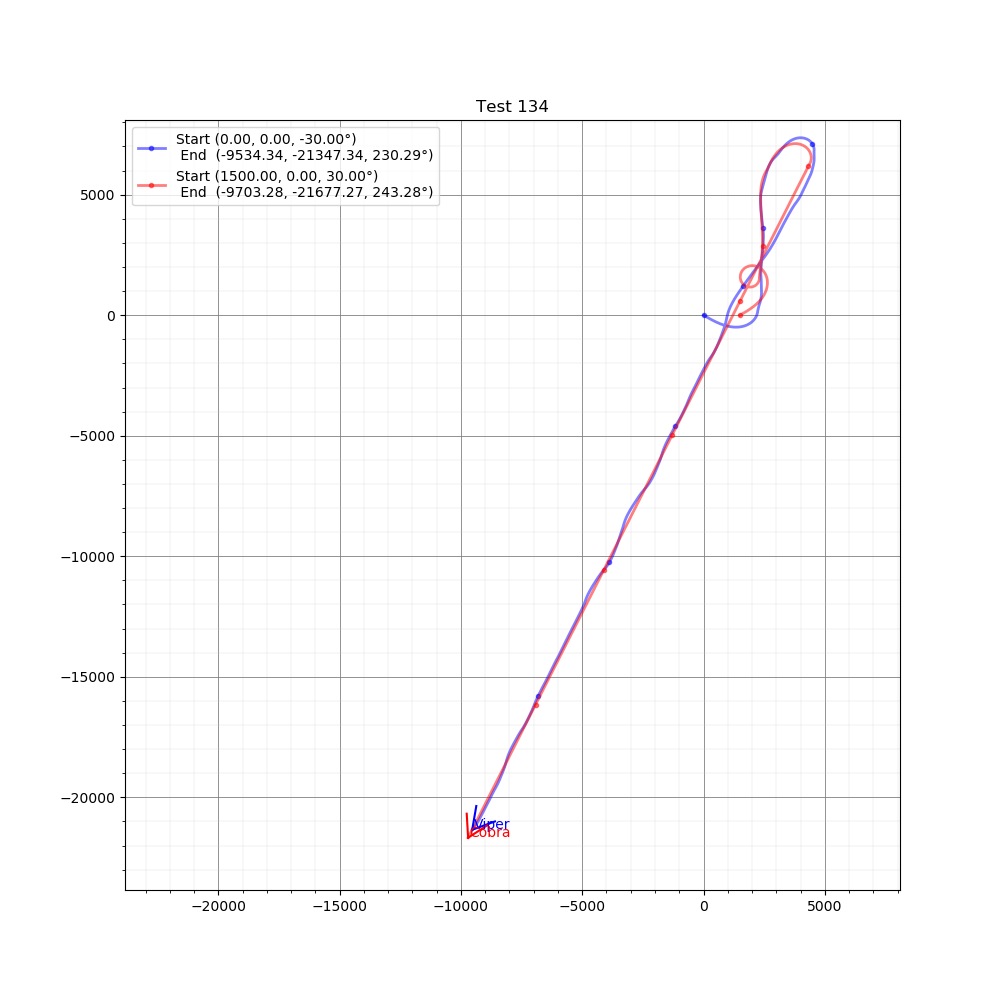 Test 134
Start (0.00, 0.00, -30.00°)
End (-9534.34, -21347.34, 230.29°)
Start (1500.00, 0.00, 30.00°)
End (-9703.28, -21677.27, 243.28°)
5000
0
−5000
−10000
−15000
−20000
Viper
Cobra
−20000 −15000 −10000 −5000 0 5000